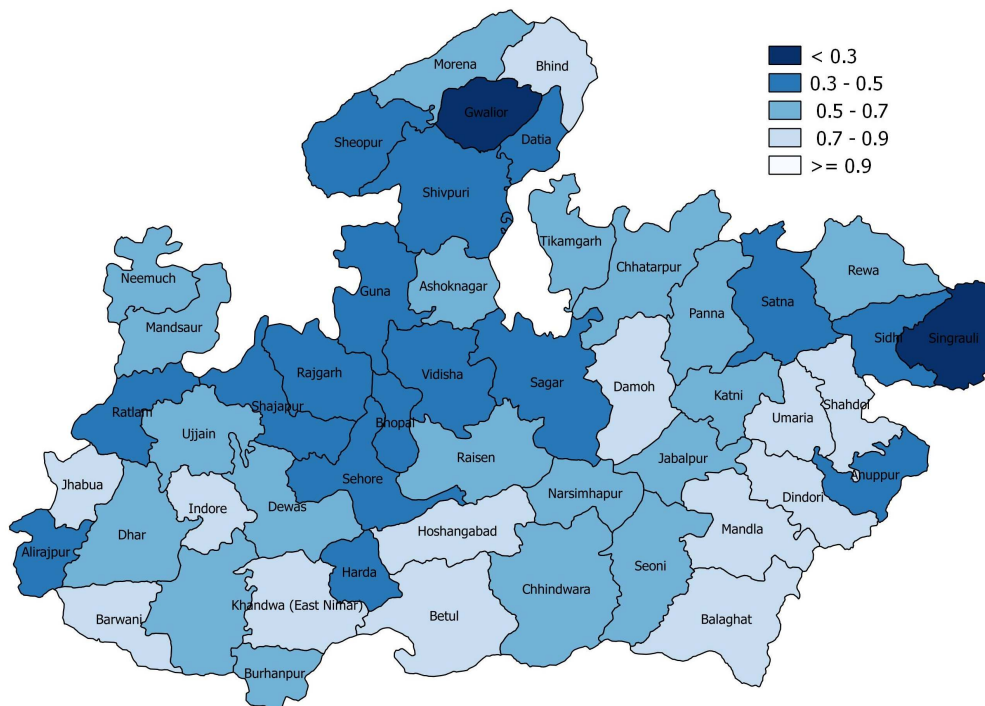 < 0.3
0.3 - 0.5
0.5 - 0.7
0.7 - 0.9
>= 0.9
Morena
Bhind
Gwalior
Sheopur
Datia
Shivpuri
Tikamgarh
Chhatarpur
Rewa
Neemuch
Guna
Ashoknagar
Satna
Panna
Mandsaur
Sidhi
Singrauli
Rajgarh
Vidisha
Sagar
Damoh
Katni
Ratlam
Shajapur
Bhopal
Umaria
Shahdol
Ujjain
Raisen
Jabalpur
Jhabua
Sehore
Anuppur
Indore
Dewas
Narsimhapur
Dindori
Dhar
Hoshangabad
Mandla
Alirajpur
Harda
Chhindwara
Seoni
Barwani
Khandwa (East Nimar)
Betul
Balaghat
Burhanpur